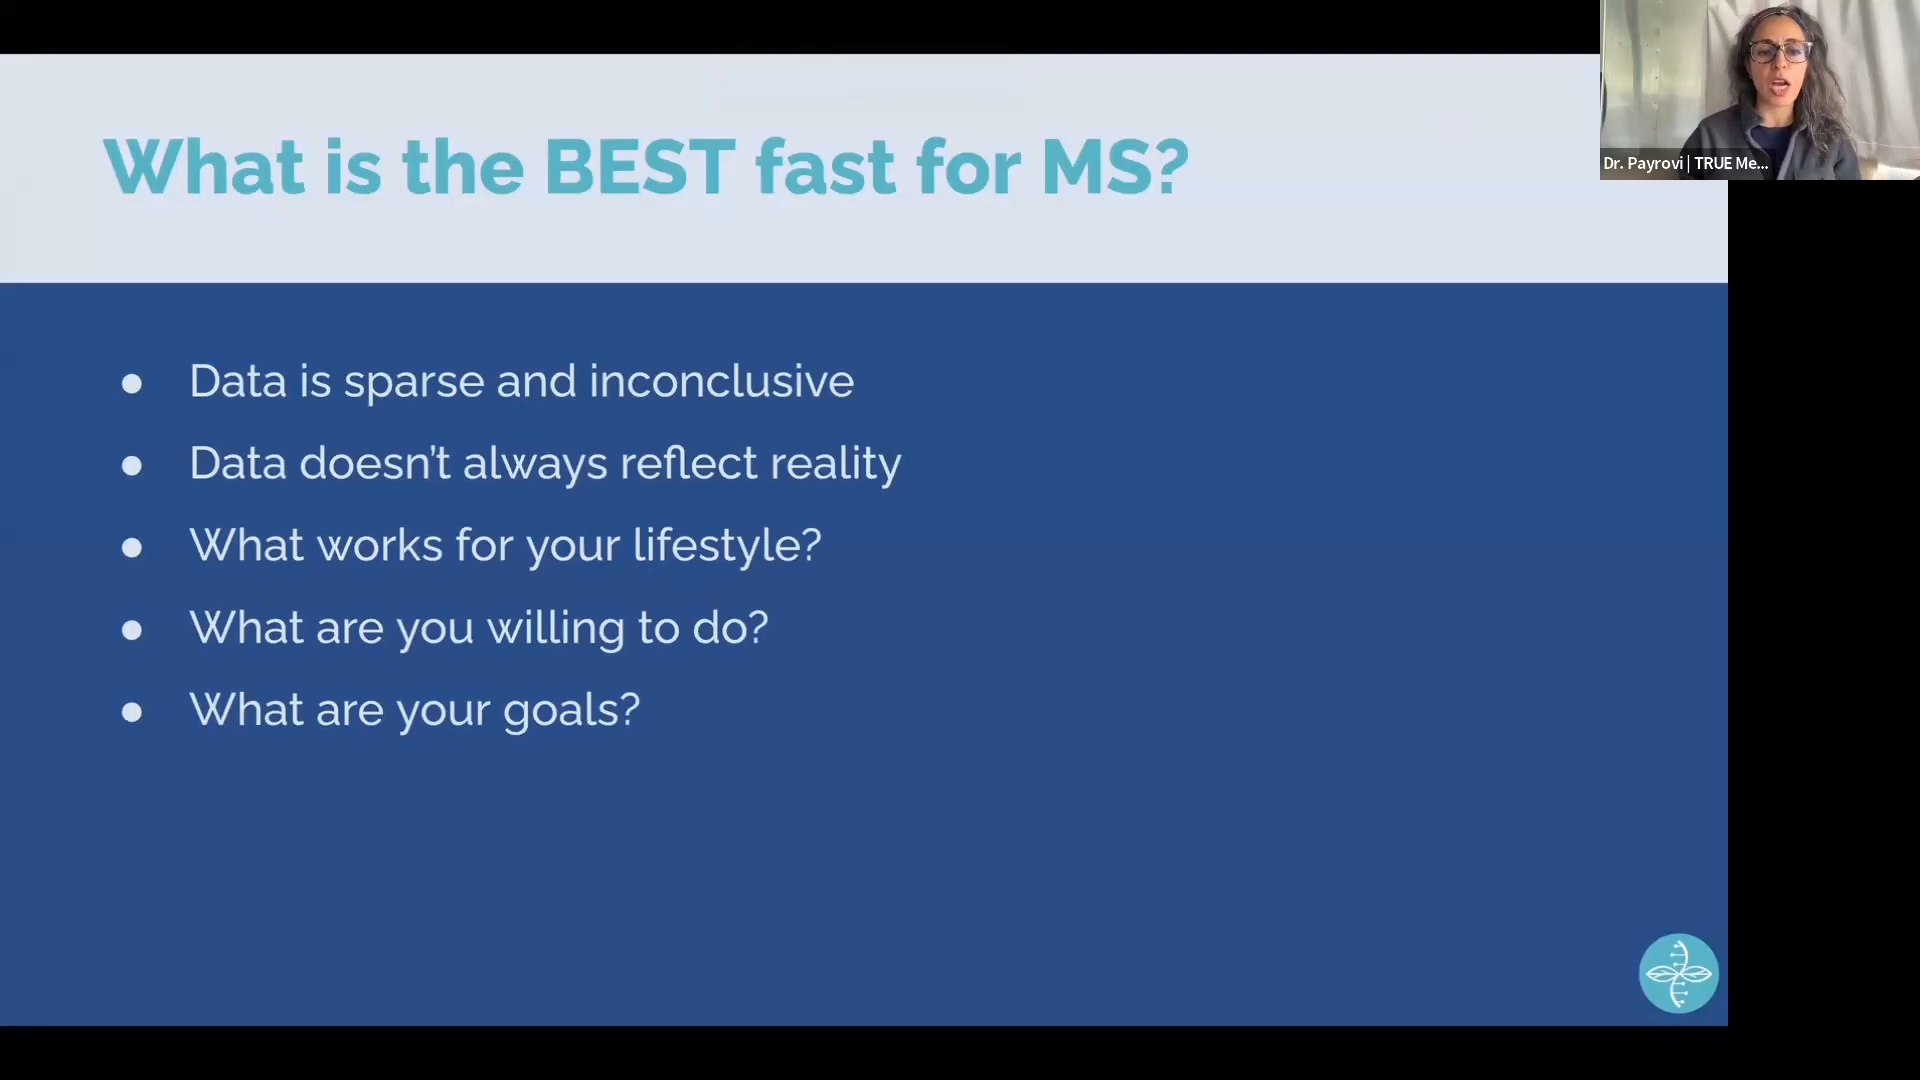 What is the BEST fast for MS?
Dr. Payrovi | TRUE Me...
● Data is sparse and inconclusive
● Data doesn't always reflect reality
● What works for your lifestyle?
● What are you willing to do?
● What are your goals?